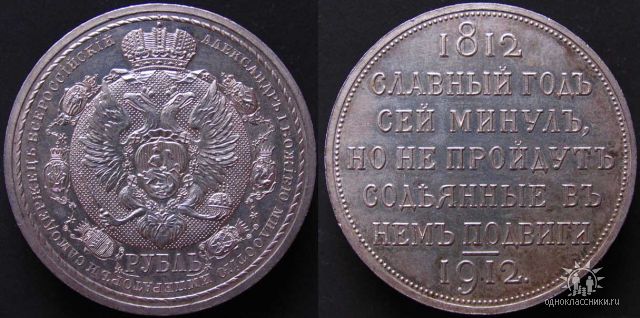 АЛЕКСАНДРЪ I БОЖІЕЮ МИЛОСТІЮ ИМПЕРАТОРЪ И САМОДЕРЖЕЦЪ ВСЕРОССІЙСКІЙ
РУБЛЬ
1812
СЛАВНЫЙ ГОДЪ
СЕЙ МИНУЛЪ,
НО НЕ ПРОЙДУТЪ
СОДѢЯННЫЕ ВЪ
НЕМЪ ПОДВИГИ
1912.
одноклассники.ru